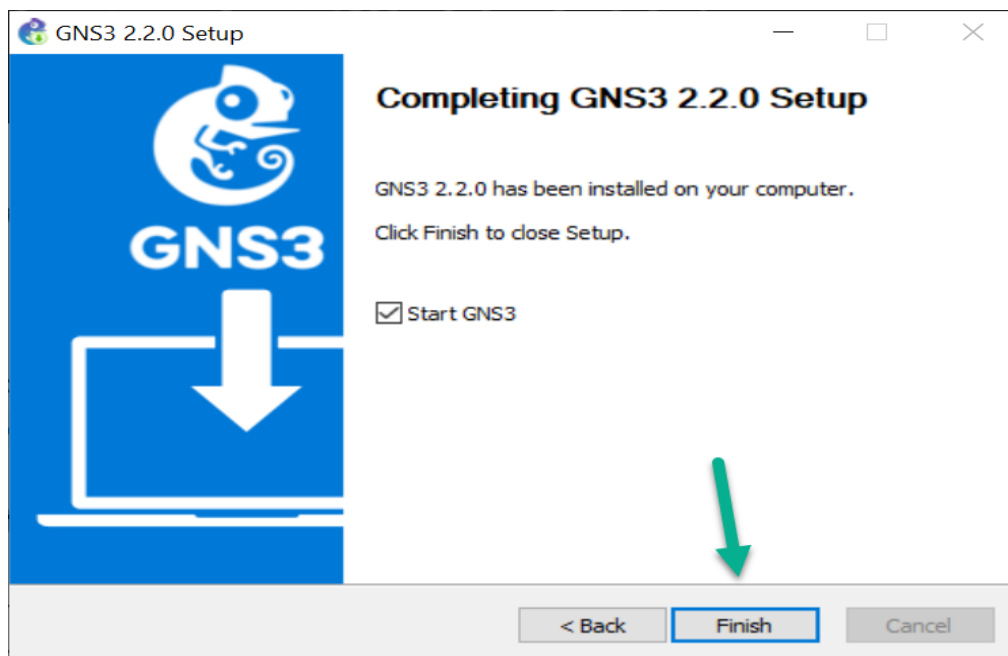 GNS3 2.2.0 Setup
Completing GNS3 2.2.0 Setup
GNS3 2.2.0 has been installed on your computer.
Click Finish to close Setup.
GNS3
Start GNS3
< Back
Finish
Cancel